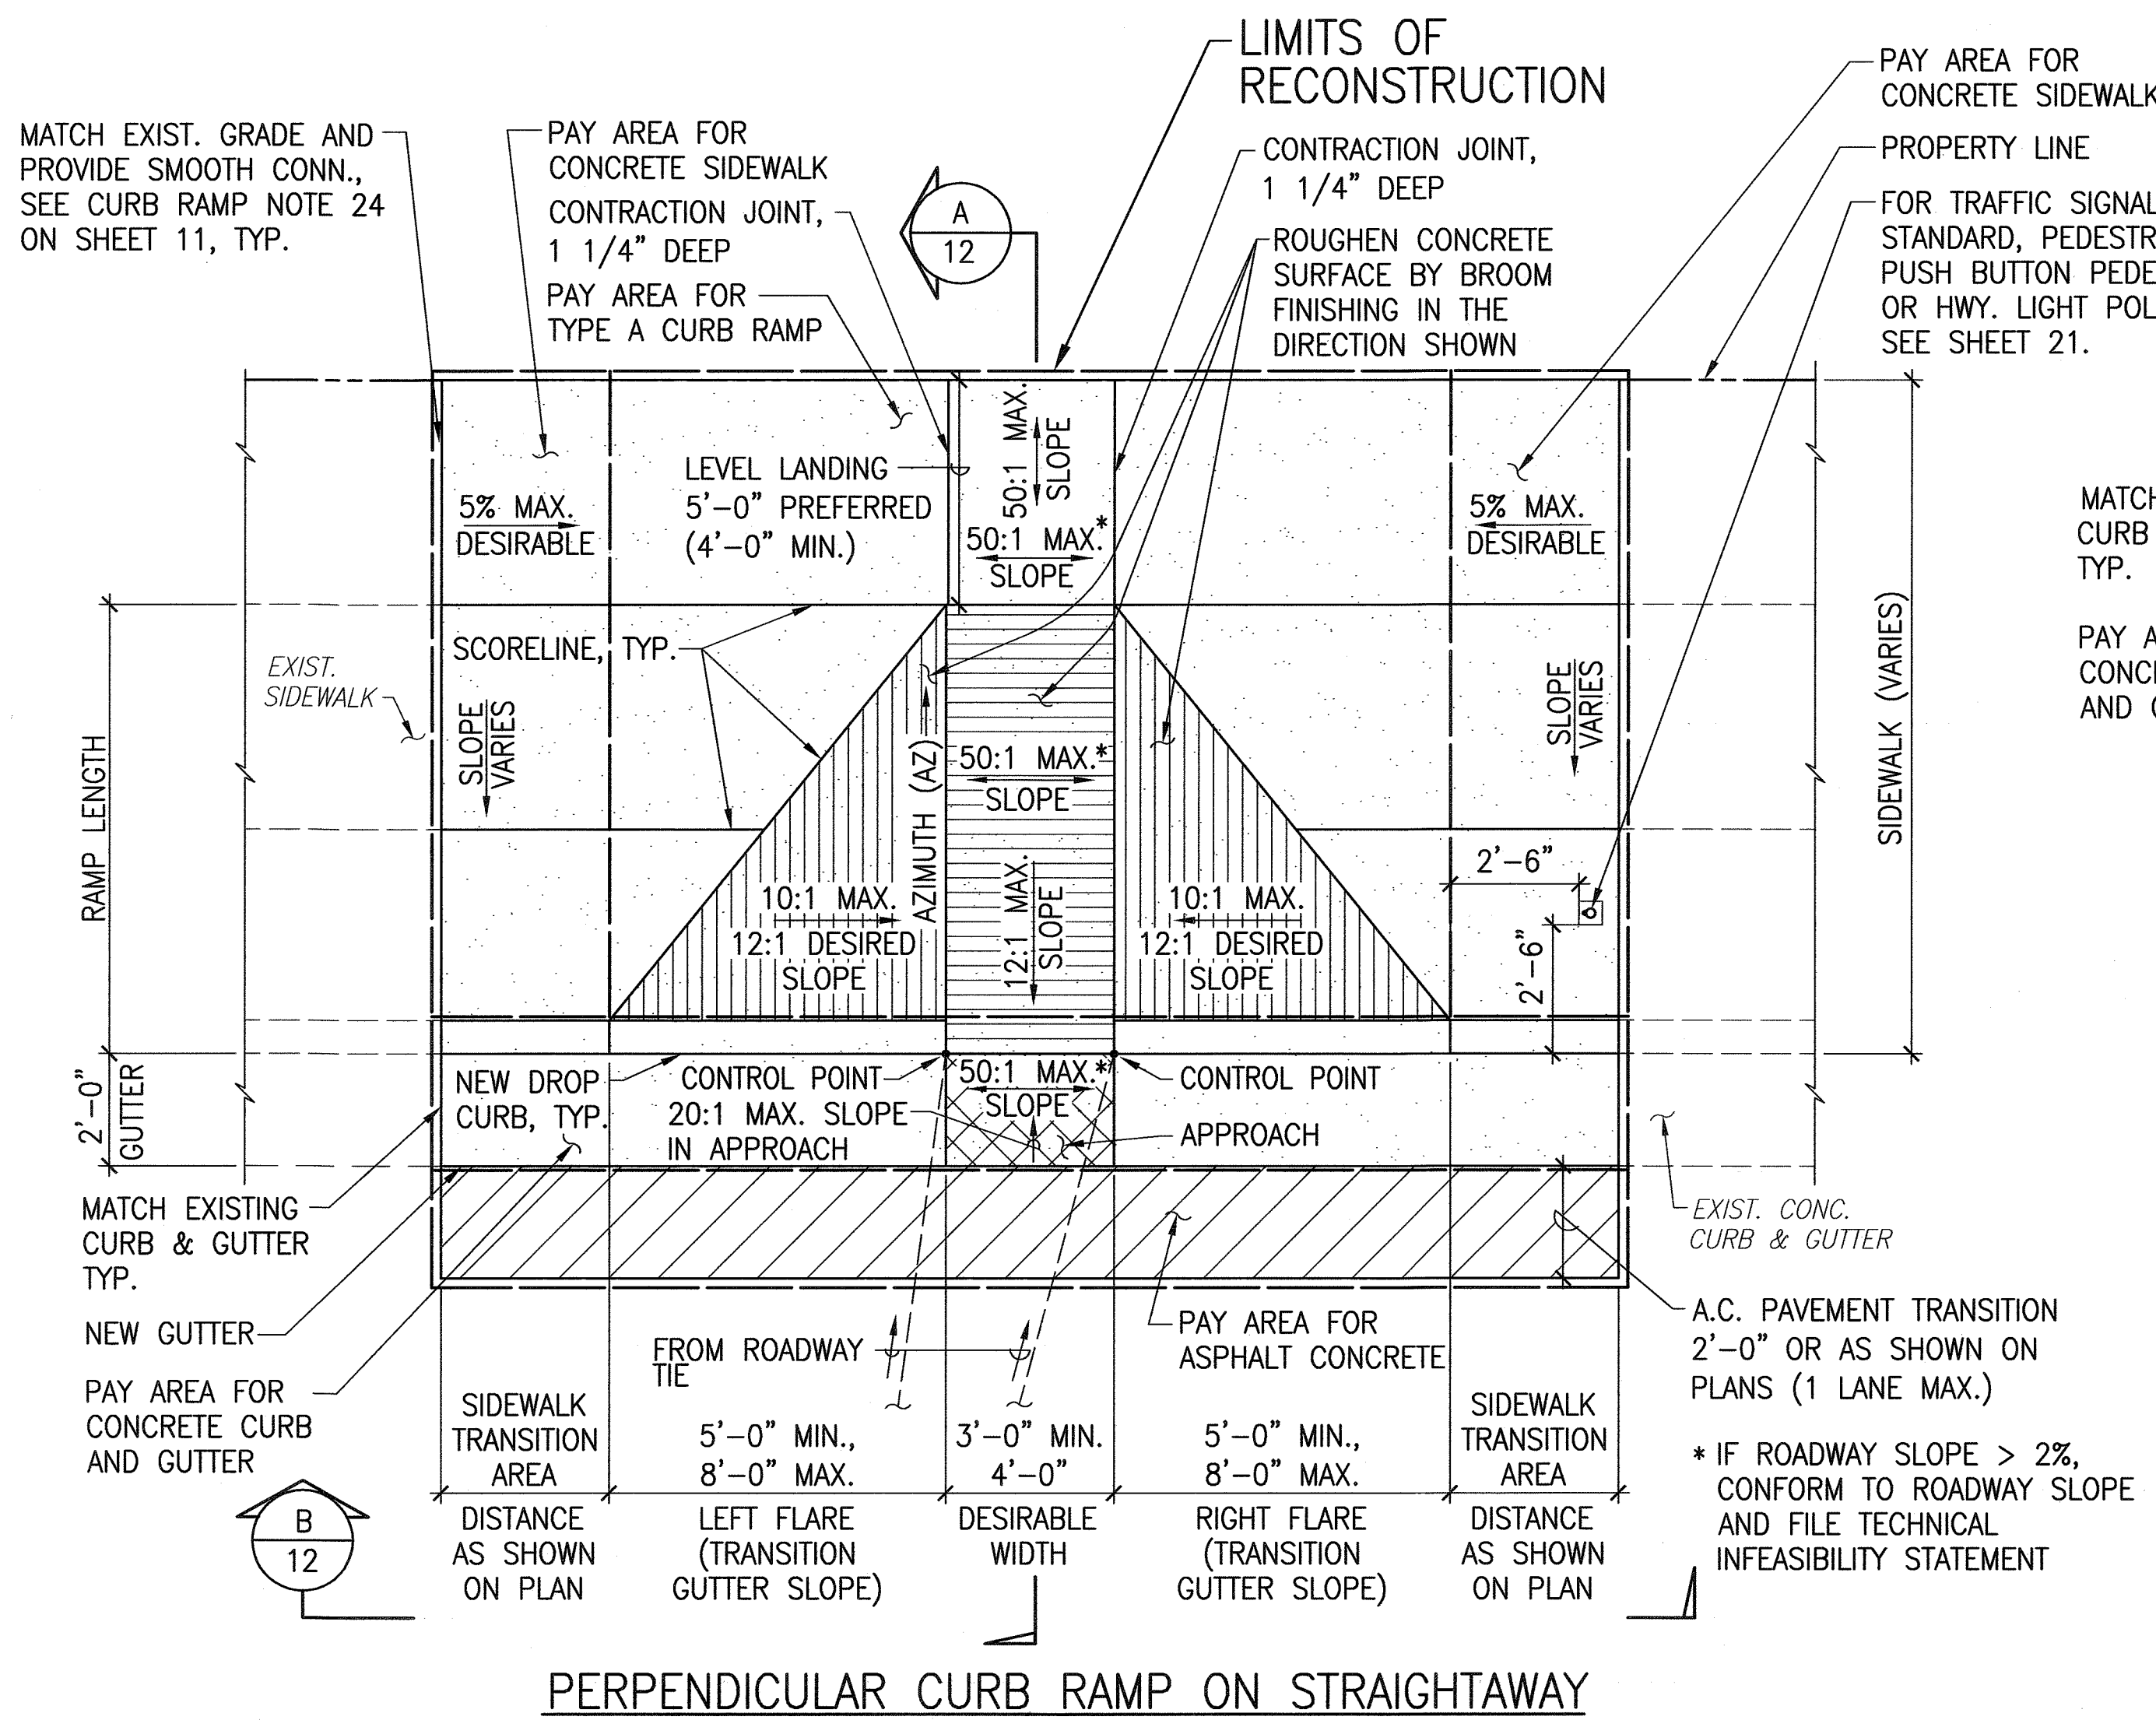 LIMITS OF
RECONSTRUCTION
PAY AREA FOR
CONCRETE SIDEWALK
PROPERTY LINE
FOR TRAFFIC SIGNAL
STANDARD, PEDESTR
PUSH BUTTON PEDE
OR HWY. LIGHT POL
SEE SHEET 21.
MATCH EXIST. GRADE AND
PROVIDE SMOOTH CONN.,
SEE CURB RAMP NOTE 24
ON SHEET 11, TYP.
PAY AREA FOR
CONCRETE SIDEWALK
CONTRACTION JOINT,
1 1/4" DEEP
PAY AREA FOR
TYPE A CURB RAMP
A
12
CONTRACTION JOINT,
1 1/4" DEEP
ROUGHEN CONCRETE
SURFACE BY BROOM
FINISHING IN THE
DIRECTION SHOWN
5% MAX.
DESIRABLE
LEVEL LANDING
5'-0" PREFERRED
(4'-0" MIN.)
50:1 MAX.
SLOPE
50:1 MAX.*
SLOPE
5% MAX.
DESIRABLE
MATCH
CURB
TYP.
PAY A
CONCR
AND
SIDEWALK (VARIES)
EXIST.
SIDEWALK
SCORELINE, TYP.
SLOPE
VARIES
SLOPE
VARIES
RAMP LENGTH
AZIMUTH (AZ)
50:1 MAX.*
SLOPE
12:1 MAX.
SLOPE
10:1 MAX.
12:1 DESIRED
SLOPE
10:1 MAX.
12:1 DESIRED
SLOPE
2'-6"
2'-6"
2'-0"
GUTTER
NEW DROP
CURB, TYP.
CONTROL POINT
20:1 MAX. SLOPE
IN APPROACH
50:1 MAX.*
SLOPE
CONTROL POINT
APPROACH
MATCH EXISTING
CURB & GUTTER
TYP.
NEW GUTTER
PAY AREA FOR
CONCRETE CURB
AND GUTTER
EXIST. CONC.
CURB & GUTTER
FROM ROADWAY
TIE
PAY AREA FOR
ASPHALT CONCRETE
A.C. PAVEMENT TRANSITION
2'-0" OR AS SHOWN ON
PLANS (1 LANE MAX.)
SIDEWALK
TRANSITION
AREA
DISTANCE
AS SHOWN
ON PLAN
5'-0" MIN.,
8'-0" MAX.
LEFT FLARE
(TRANSITION
GUTTER SLOPE)
3'-0" MIN.
4'-0"
DESIRABLE
WIDTH
5'-0" MIN.,
8'-0" MAX.
RIGHT FLARE
(TRANSITION
GUTTER SLOPE)
SIDEWALK
TRANSITION
AREA
DISTANCE
AS SHOWN
ON PLAN
* IF ROADWAY SLOPE > 2%,
CONFORM TO ROADWAY SLOPE
AND FILE TECHNICAL
INFEASIBILITY STATEMENT
B
12
PERPENDICULAR CURB RAMP ON STRAIGHTAWAY